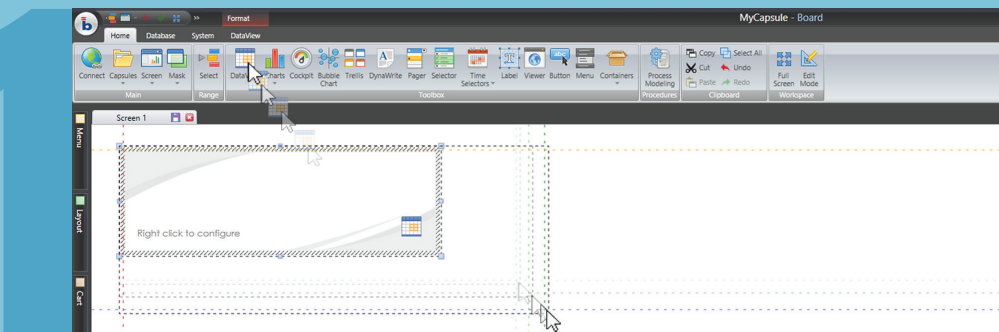 b
»
Format
MyCapsule - Board
Home Database System DataView
Connect Capsules Screen Mask
Main
Select
Range
Charts Cockpit Bubble Chart Trellis DynaWrite Pager Selector Time Selectors Label Viewer Button Menu Containers
Toolbox
Process Modeling
Procedures
Copy Select All
Cut Undo
Paste Redo
Clipboard
Full Screen Edit Mode
Workspace
Screen 1
Menu
Layout
Cart
Right click to configure